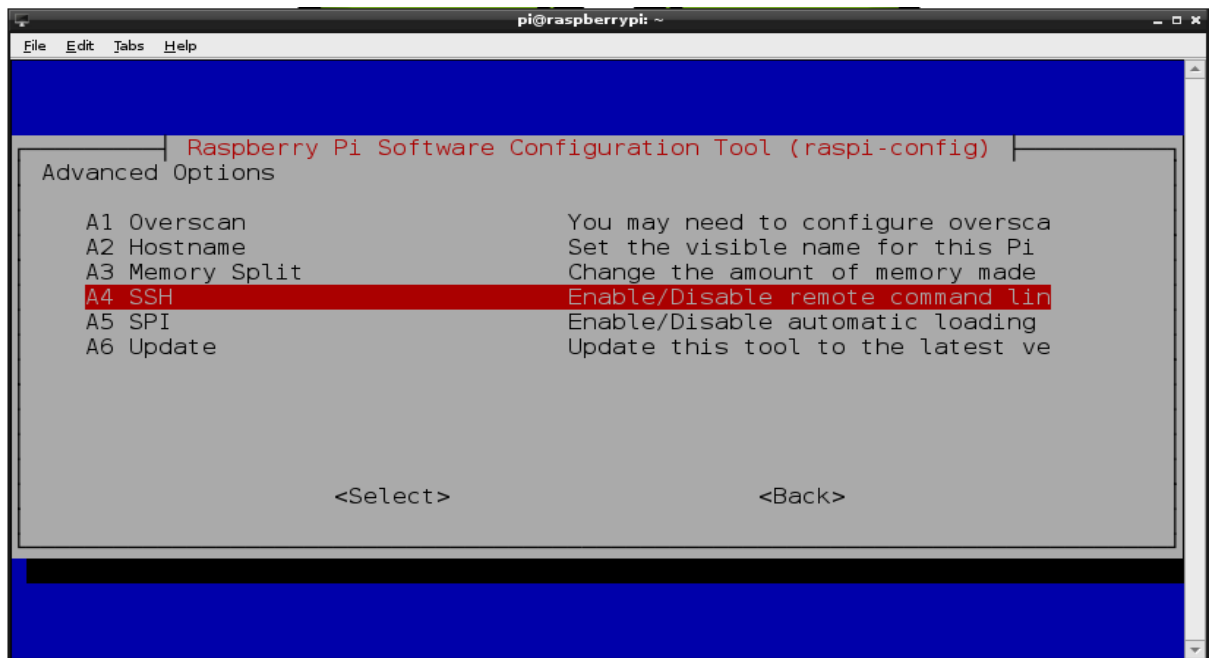 pi@raspberrypi: ~
File Edit Tabs Help
Raspberry Pi Software Configuration Tool (raspi-config)
Advanced Options
A1 Overscan You may need to configure oversca
A2 Hostname Set the visible name for this Pi
A3 Memory Split Change the amount of memory made
A4 SSH Enable/Disable remote command lin
A5 SPI Enable/Disable automatic loading
A6 Update Update this tool to the latest ve
<Select> <Back>